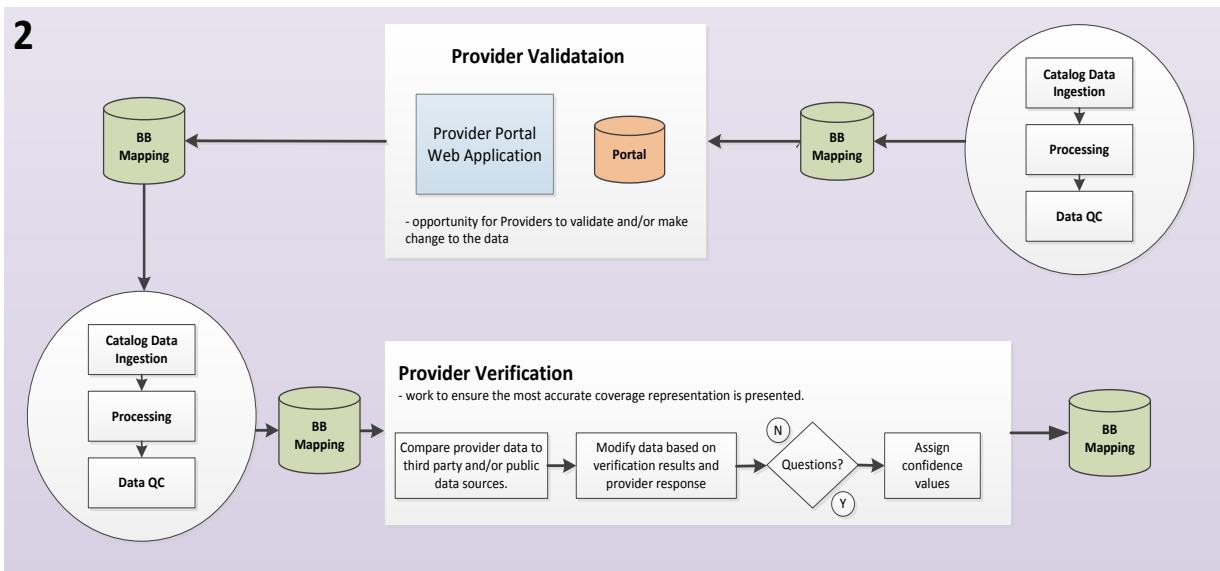 2
Provider Validataion
Provider Portal
Web Application
Portal
- opportunity for Providers to validate and/or make
change to the data
BB
Mapping
BB
Mapping
Catalog Data
Ingestion
Processing
Data QC
Catalog Data
Ingestion
Processing
Data QC
BB
Mapping
Provider Verification
- work to ensure the most accurate coverage representation is presented.
Compare provider data to
third party and/or public
data sources.
Modify data based on
verification results and
provider response
N
Questions?
Y
Assign
confidence
values
BB
Mapping